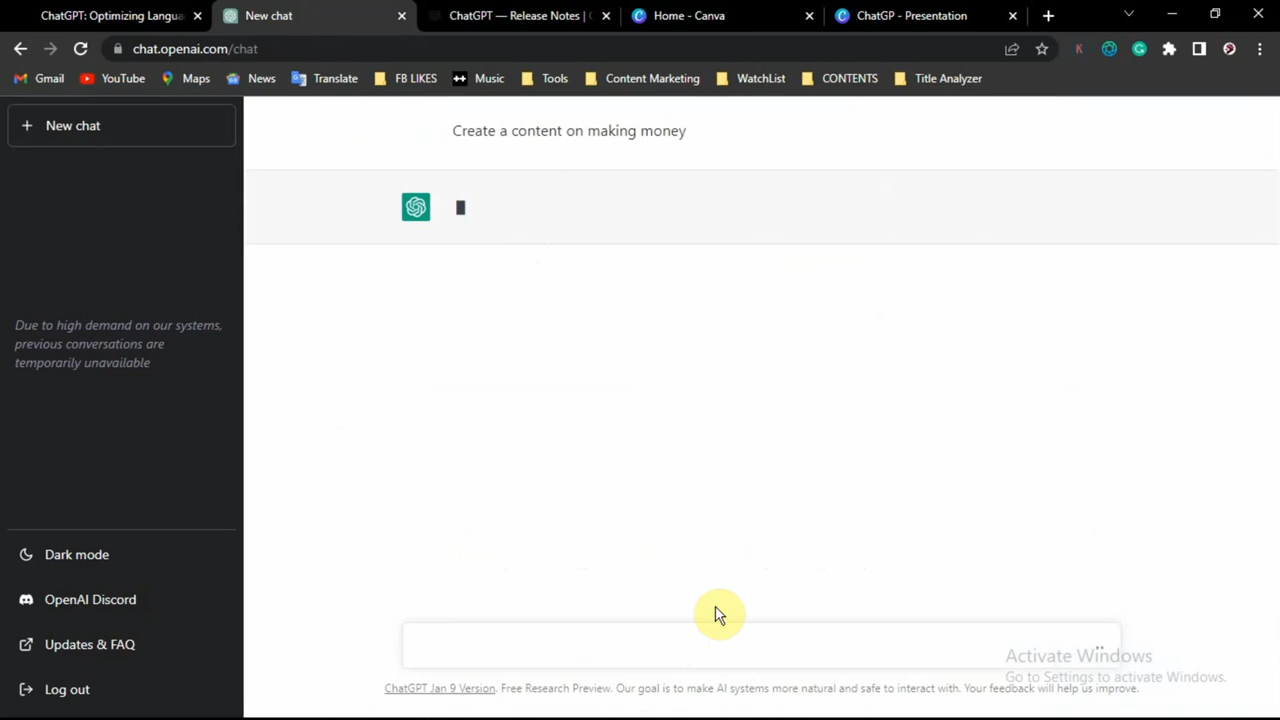 ChatGPT: Optimizing Langua
New chat
ChatGPT — Release Notes |
Home - Canva
ChatGP - Presentation
chat.openai.com/chat
Gmail
YouTube
Maps
News
Translate
FB LIKES
Music
Tools
Content Marketing
WatchList
CONTENTS
Title Analyzer
New chat
Create a content on making money
Due to high demand on our systems,
previous conversations are
temporarily unavailable
Dark mode
OpenAI Discord
Updates & FAQ
Log out
Activate Windows
Go to Settings to activate Windows.
ChatGPT Jan 9 Version. Free Research Preview. Our goal is to make AI systems more natural and safe to interact with. Your feedback will help us improve.